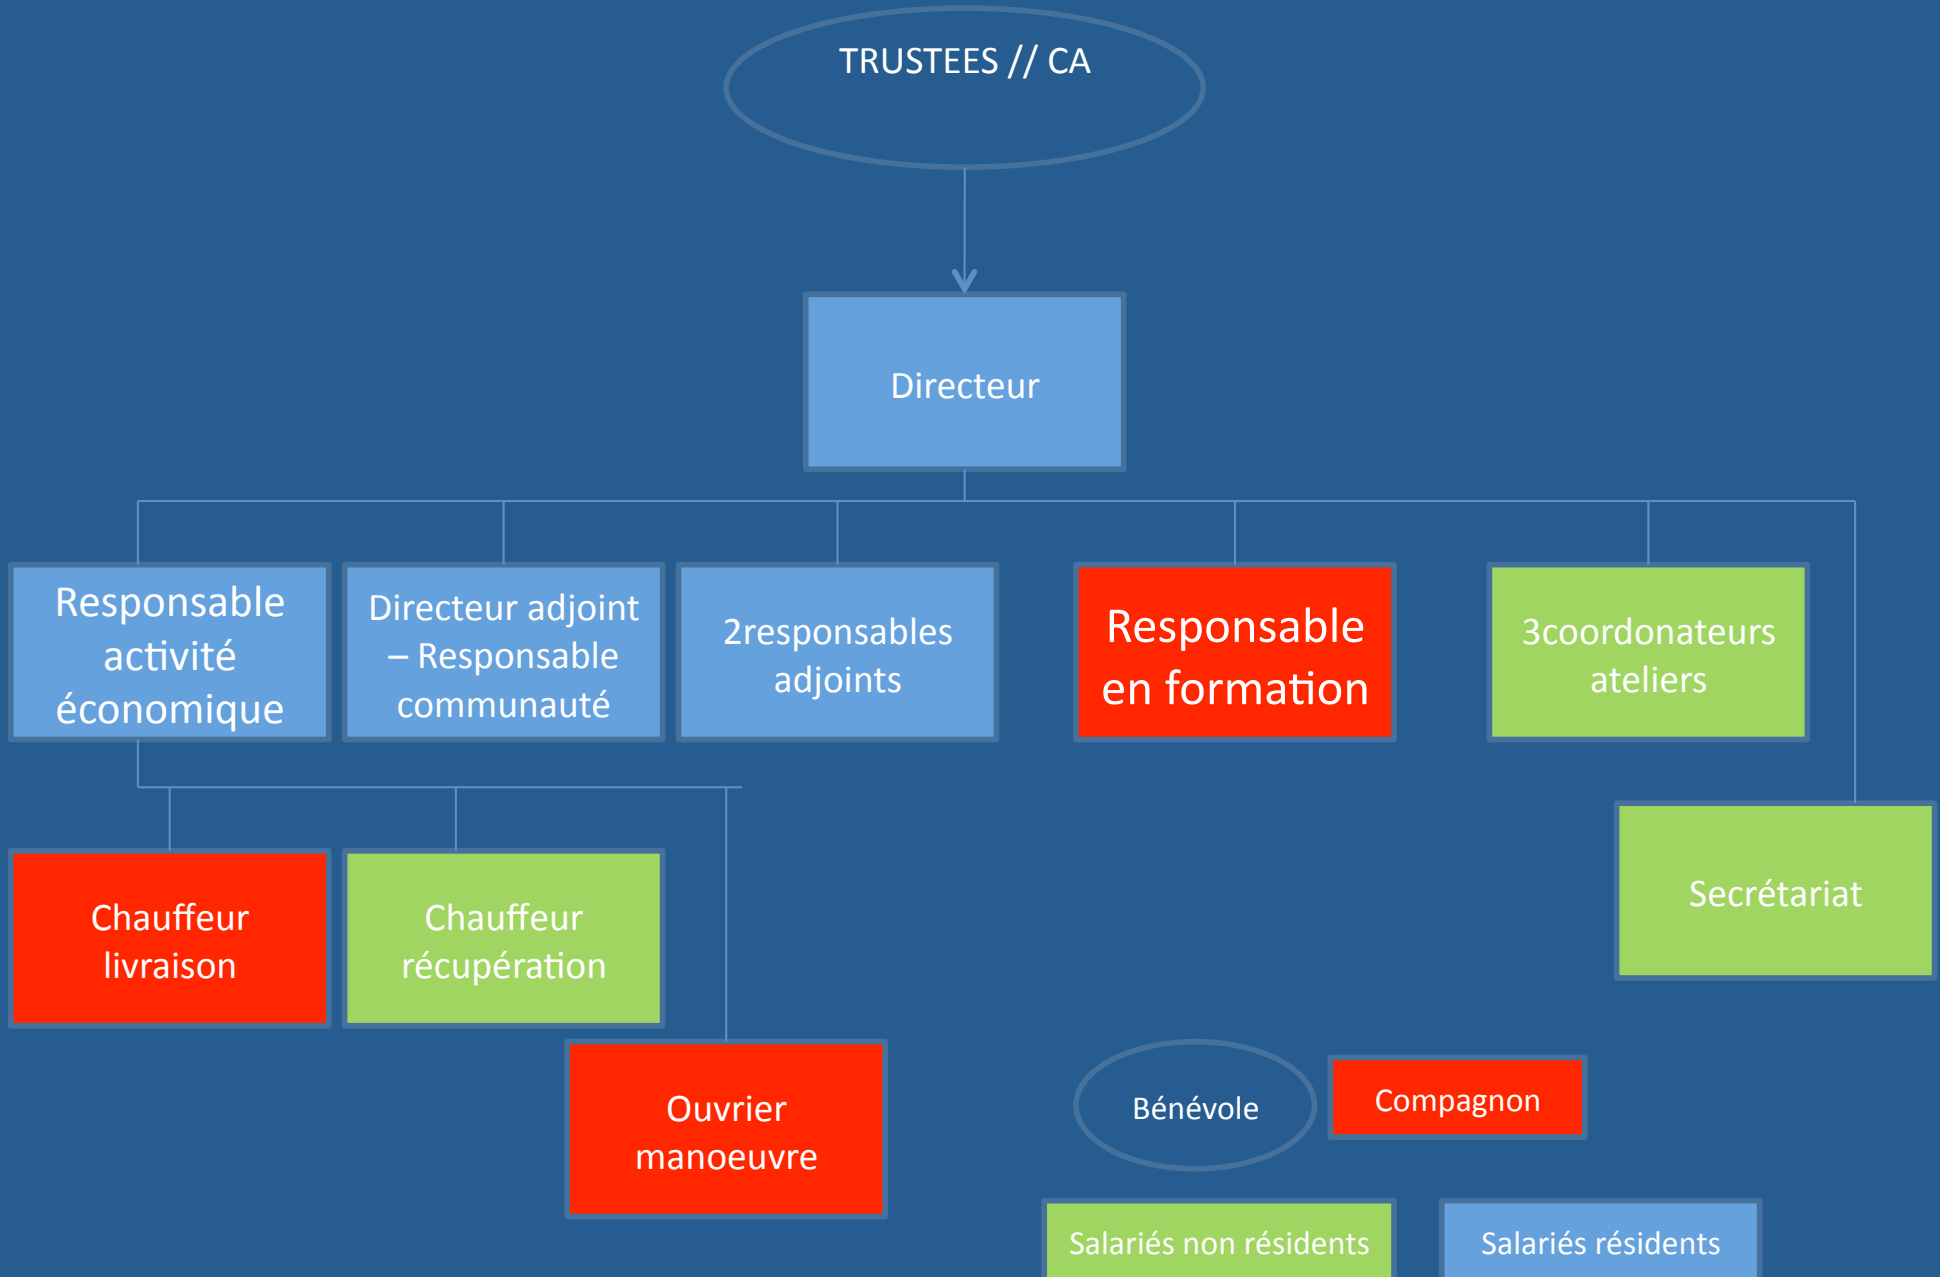 TRUSTEES // CA
Directeur
Responsable
activité
économique
Directeur adjoint
– Responsable
communauté
2responsables
adjoints
Responsable
en formation
3coordonateurs
ateliers
Chauffeur
livraison
Chauffeur
récupération
Secrétariat
Ouvrier
manoeuvre
Bénévole
Compagnon
Salariés non résidents
Salariés résidents